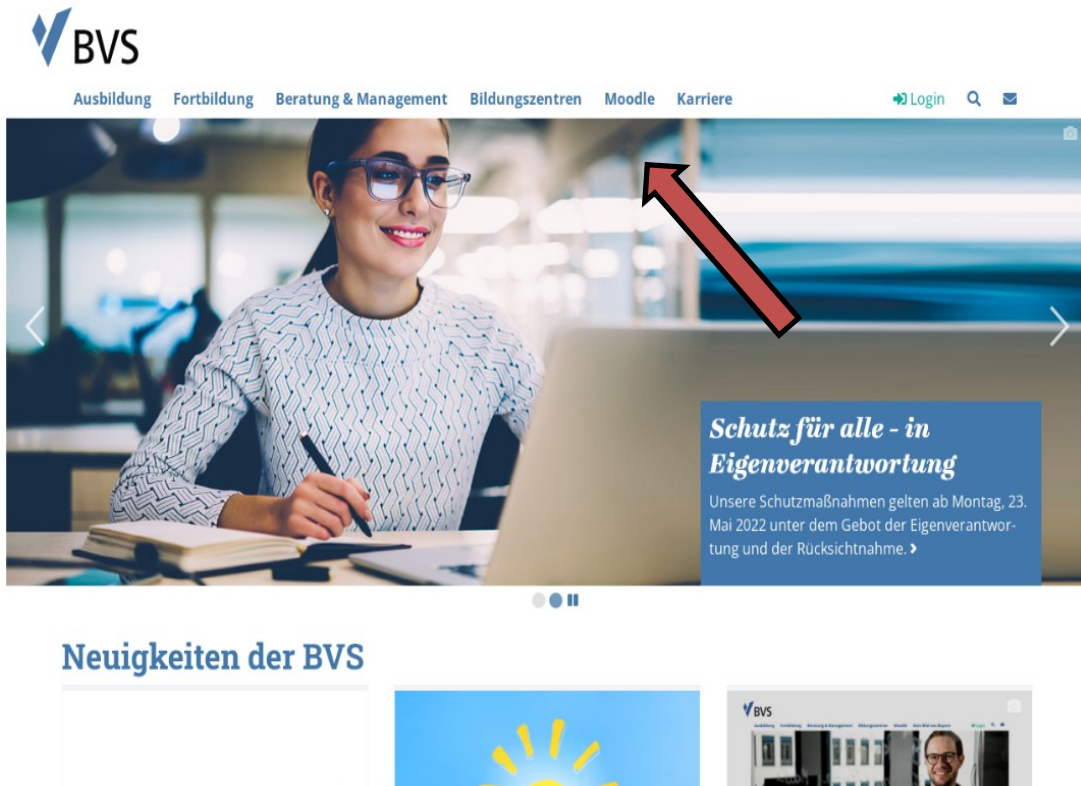 BVS
Ausbildung Fortbildung Beratung & Management Bildungszentren Moodle Karriere Login
Schutz für alle - in
Eigenverantwortung
Unsere Schutzmaßnahmen gelten ab Montag, 23.
Mai 2022 unter dem Gebot der Eigenverantwor-
tung und der Rücksichtnahme.
Neuigkeiten der BVS
BVS